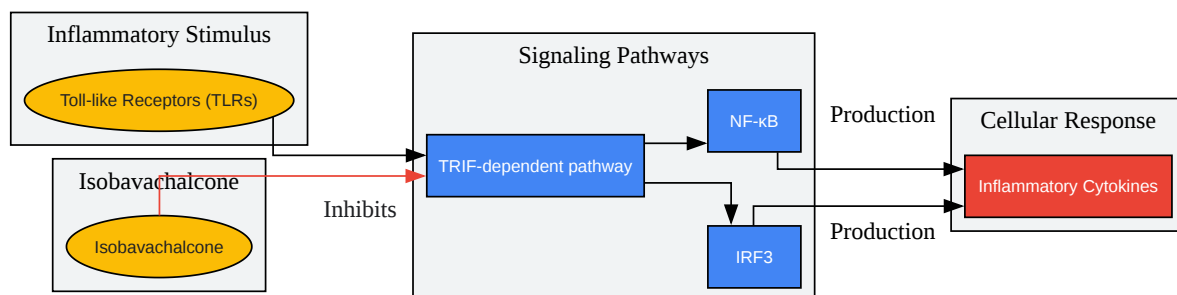 Inflammatory Stimulus
Toll-like Receptors (TLRs)
Isobavachalcone
Isobavachalcone
Inhibits
Signaling Pathways
TRIF-dependent pathway
NF-κB
IRF3
Production
Production
Cellular Response
Inflammatory Cytokines